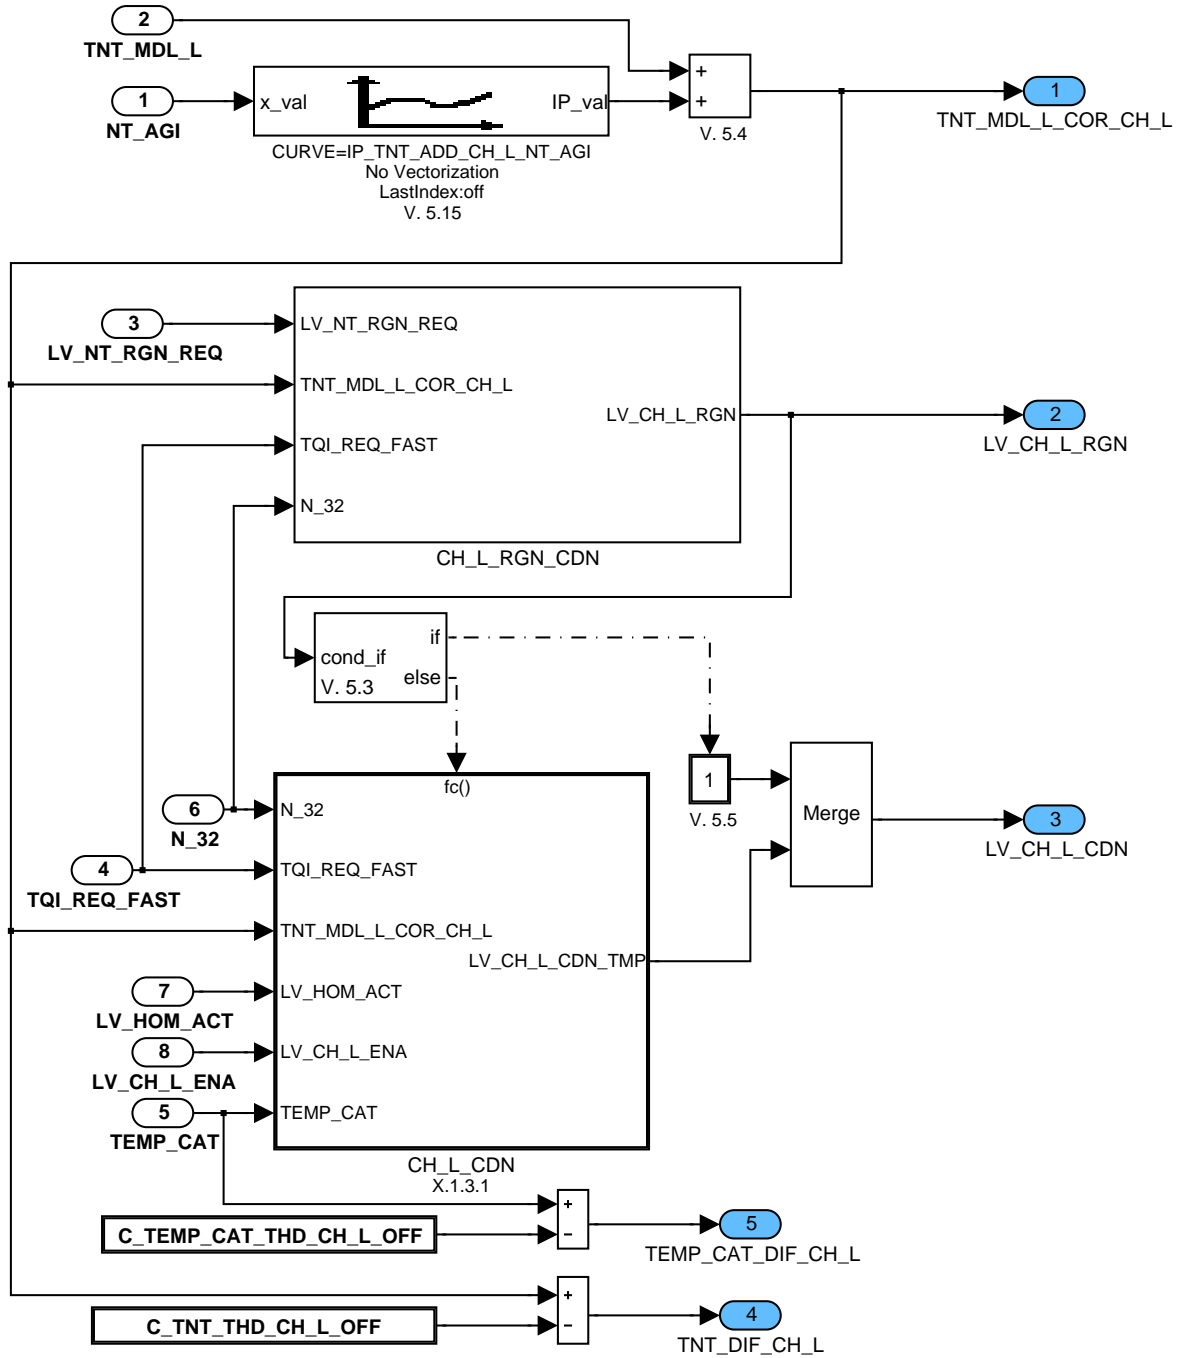 2
TNT_MDL_L
1
NT_AGI
x_val
IP_val
CURVE=IP_TNT_ADD_CH_L_NT_AGI
No Vectorization
LastIndex:off
V. 5.15
+
+
V. 5.4
1
TNT_MDL_L_COR_CH_L
3
LV_NT_RGN_REQ
LV_NT_RGN_REQ
TNT_MDL_L_COR_CH_L
TQI_REQ_FAST
N_32
LV_CH_L_RGN
CH_L_RGN_CDN
2
LV_CH_L_RGN
cond_if
V. 5.3
if
else
1
V. 5.5
Merge
3
LV_CH_L_CDN
fc()
6
N_32
4
TQI_REQ_FAST
7
LV_HOM_ACT
8
LV_CH_L_ENA
5
TEMP_CAT
N_32
TQI_REQ_FAST
TNT_MDL_L_COR_CH_L
LV_CH_L_CDN_TMP
LV_HOM_ACT
LV_CH_L_ENA
TEMP_CAT
CH_L_CDN
X.1.3.1
C_TEMP_CAT_THD_CH_L_OFF
+
−
5
TEMP_CAT_DIF_CH_L
C_TNT_THD_CH_L_OFF
+
−
4
TNT_DIF_CH_L